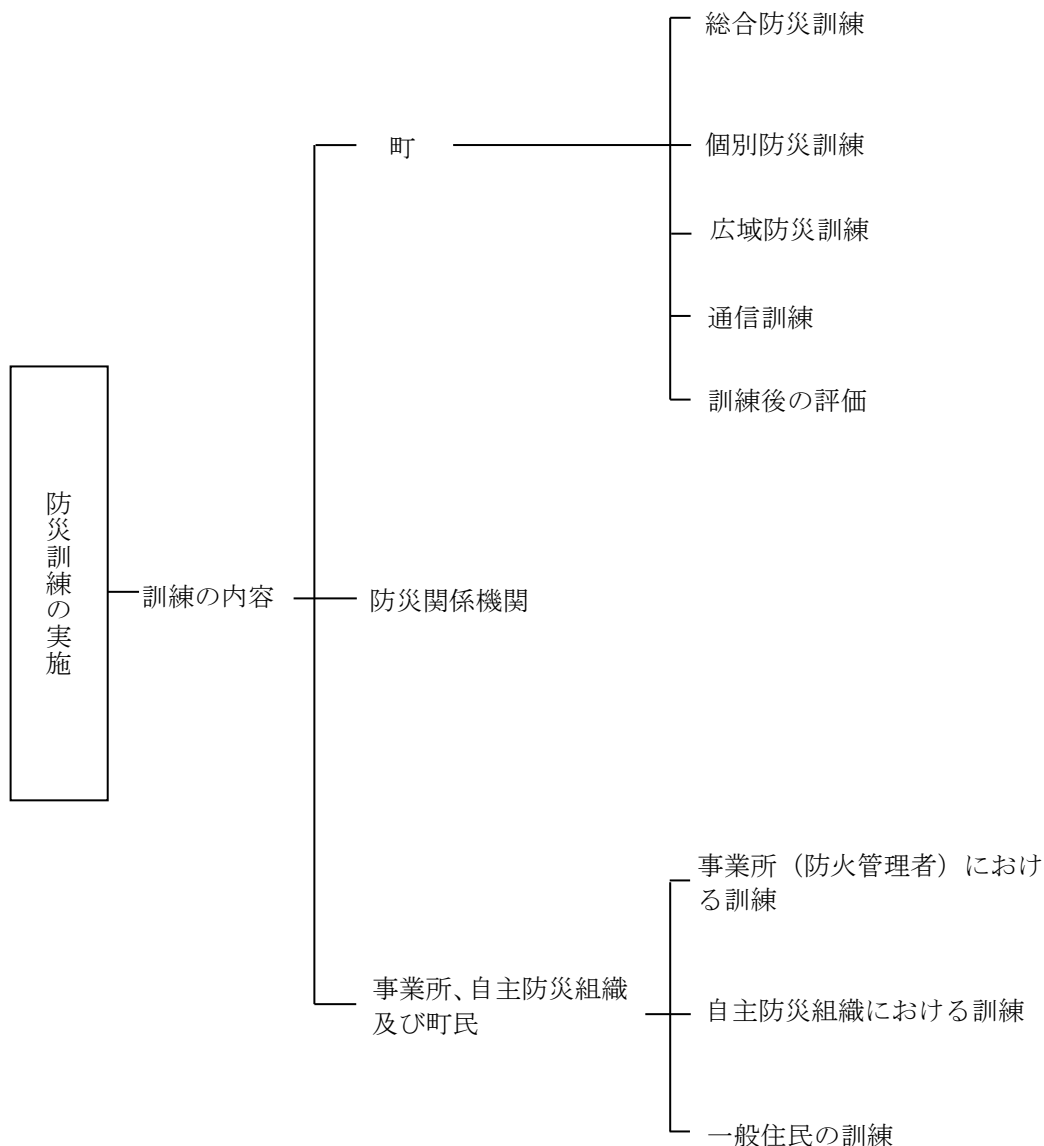 防災訓練の実施
訓練の内容
町
総合防災訓練
個別防災訓練
広域防災訓練
通信訓練
訓練後の評価
防災関係機関
事業所、自主防災組織
及び町民
事業所（防火管理者）におけ
る訓練
自主防災組織における訓練
一般住民の訓練